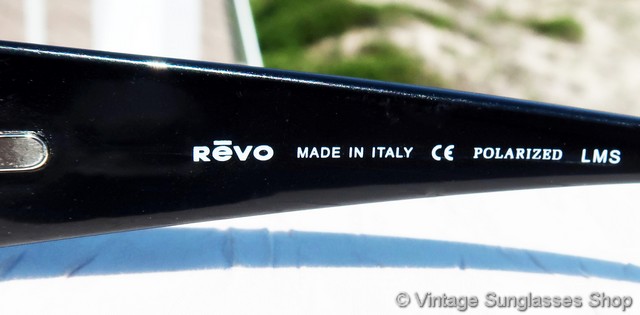 Rēvo MADE IN ITALY CE POLARIZED LMS
© Vintage Sunglasses Shop